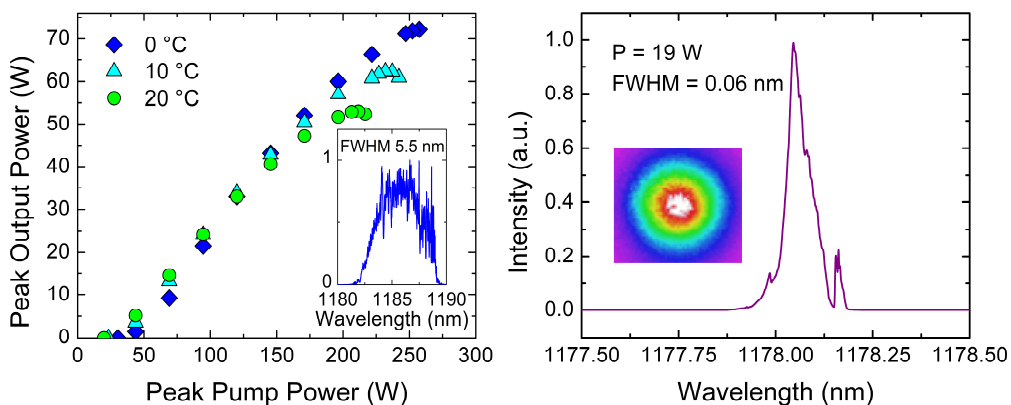 Peak Output Power (W)
70
60
50
40
30
20
10
0
0 °C
10 °C
20 °C
FWHM 5.5 nm
1
0
1180 1185 1190
Wavelength (nm)
0 50 100 150 200 250 300
Peak Pump Power (W)
Intensity (a.u.)
1.0
0.8
0.6
0.4
0.2
0.0
P = 19 W
FWHM = 0.06 nm
1177.50 1177.75 1178.00 1178.25 1178.50
Wavelength (nm)